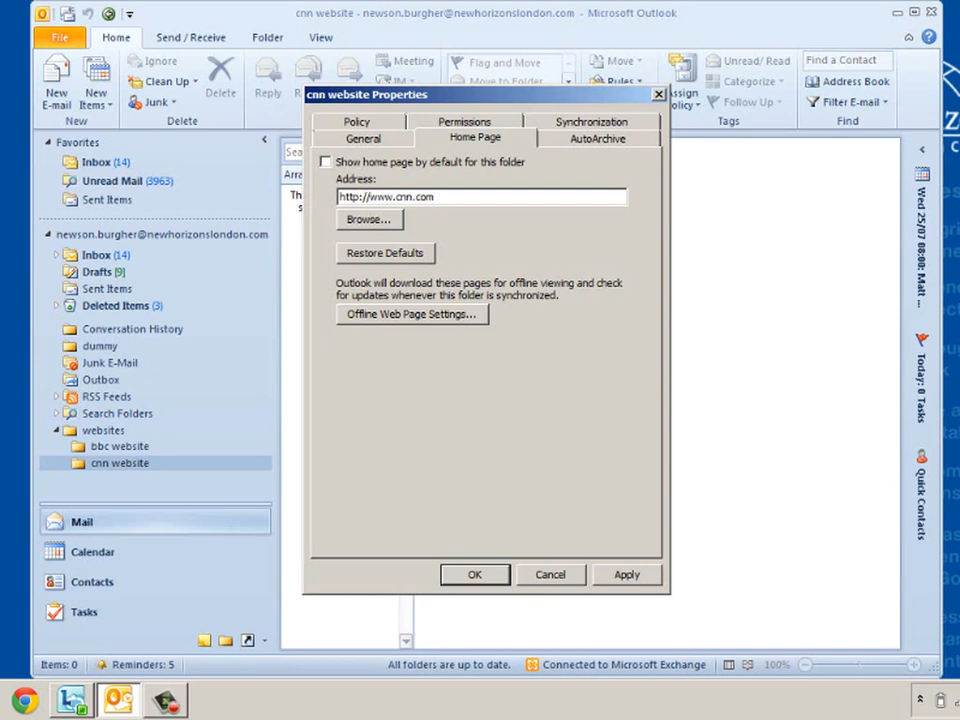 cnn website - newson.burgher@newhorizonslondon.com - Microsoft Outlook
File
Home
Send / Receive
Folder
View
New E-mail
New Items
New
Ignore
Clean Up
Junk
Delete
Delete
Reply
Meeting
IM
Flag and Move
Move to Folder
Move
Rules
Assign Policy
Unread/ Read
Categorize
Follow Up
Tags
Find a Contact
Address Book
Filter E-mail
Find
Favorites
Inbox (14)
Unread Mail (3963)
Sent Items
newson.burgher@newhorizonslondon.com
Inbox (14)
Drafts [9]
Sent Items
Deleted Items (3)
Conversation History
dummy
Junk E-Mail
Outbox
RSS Feeds
Search Folders
websites
bbc website
cnn website
Mail
Calendar
Contacts
Tasks
Sea
Arra
Th
s
cnn website Properties
Policy
Permissions
Synchronization
General
Home Page
AutoArchive
Show home page by default for this folder
Address:
http://www.cnn.com
Browse...
Restore Defaults
Outlook will download these pages for offline viewing and check
for updates whenever this folder is synchronized.
Offline Web Page Settings...
OK
Cancel
Apply
Wed 25/07 08:00: Matt ...
Today: 0 Tasks
Quick Contacts
Items: 0
Reminders: 5
All folders are up to date.
Connected to Microsoft Exchange
100%